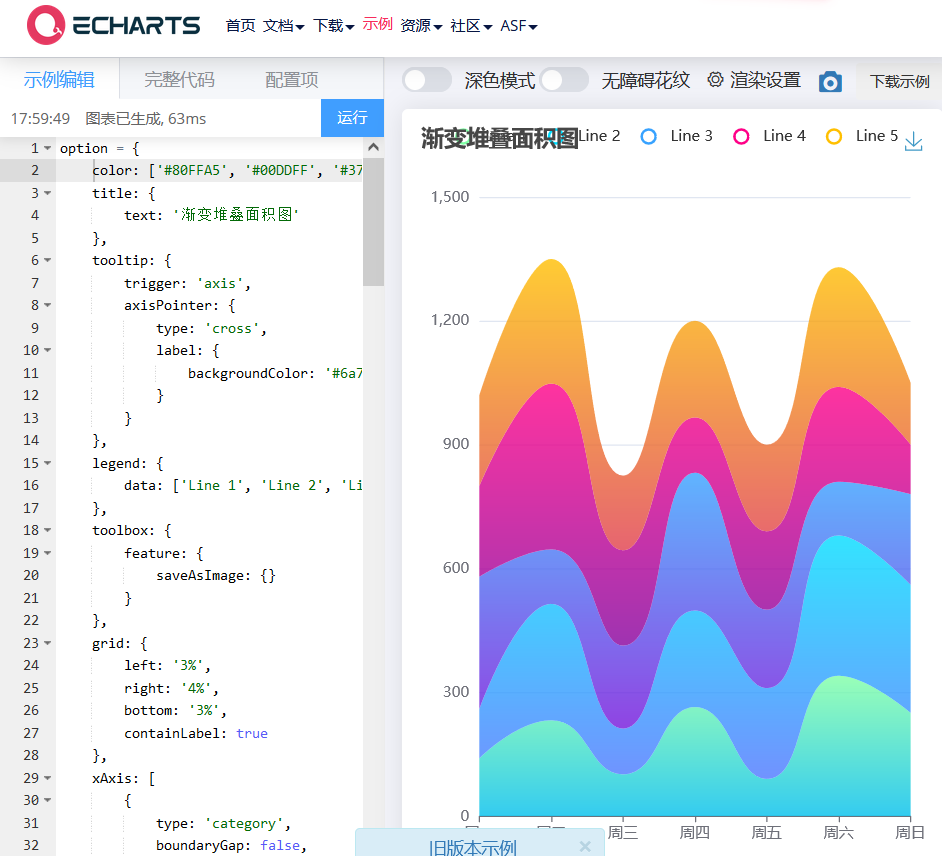 ECHARTS 首页 文档 下载 示例 资源 社区 ASF
示例编辑 完整代码 配置项
17:59:49 图表已生成, 63ms 运行
1 option = {
2 color: ['#80FFA5', '#00DDFF', '#37
3 title: {
4 text: '渐变堆叠面积图'
5 },
6 tooltip: {
7 trigger: 'axis',
8 axisPointer: {
9 type: 'cross',
10 label: {
11 backgroundColor: '#6a7
12 }
13 }
14 },
15 legend: {
16 data: ['Line 1', 'Line 2', 'Li
17 },
18 toolbox: {
19 feature: {
20 saveAsImage: {}
21 }
22 },
23 grid: {
24 left: '3%',
25 right: '4%',
26 bottom: '3%',
27 containLabel: true
28 },
29 xAxis: [
30 {
31 type: 'category',
32 boundaryGap: false,
深色模式 无障碍花纹 渲染设置 下载示例
渐变堆叠面积图
Line 2 Line 3 Line 4 Line 5
1,500
1,200
900
600
300
0
周三 周四 周五 周六 周日
旧版本示例 ×